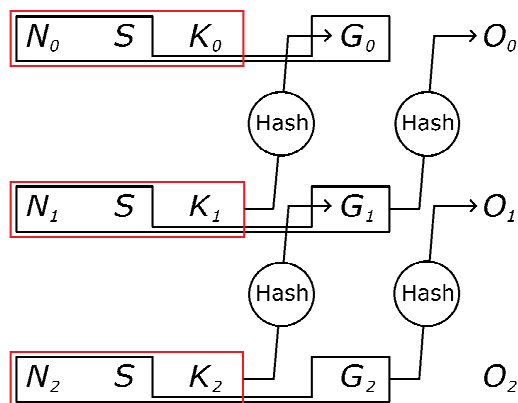 N₀ S K₀ G₀ O₀
Hash Hash
N₁ S K₁ G₁ O₁
Hash Hash
N₂ S K₂ G₂ O₂